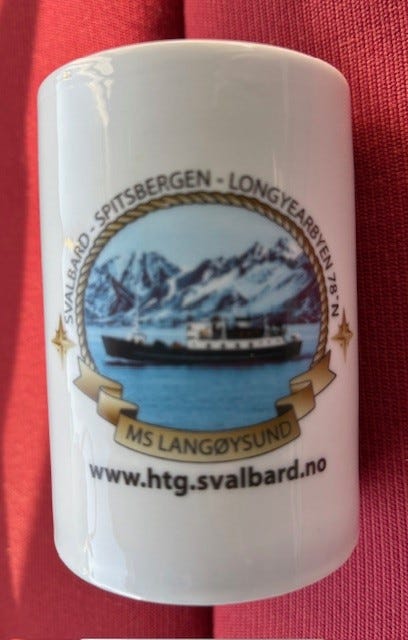 SVALBARD - SPITSBERGEN - LONGYEARBYEN 78°N
MS LANGØYSUND
www.htg.svalbard.no